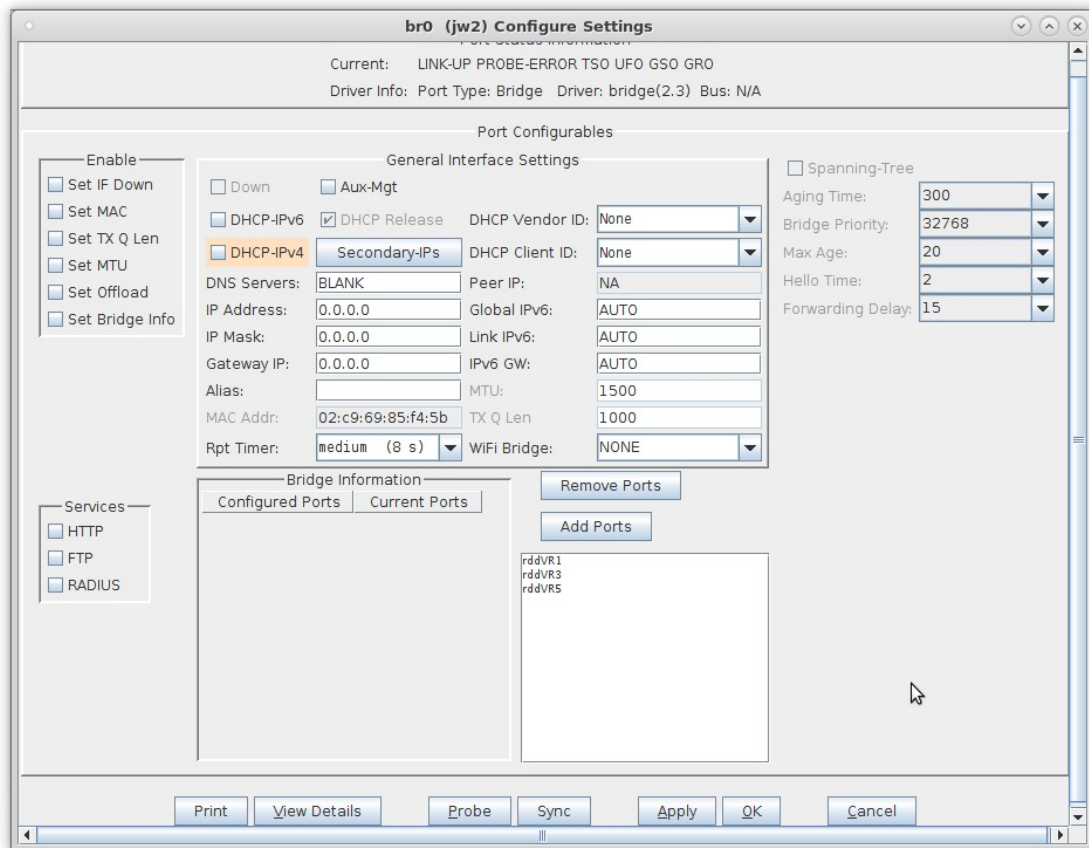 br0 (jw2) Configure Settings
Port Status Information
Current: LINK-UP PROBE-ERROR TSO UFO GSO GRO
Driver Info: Port Type: Bridge Driver: bridge(2.3) Bus: N/A
Port Configurables
Enable
Set IF Down
Set MAC
Set TX Q Len
Set MTU
Set Offload
Set Bridge Info
General Interface Settings
Down Aux-Mgt
DHCP-IPv6 DHCP Release DHCP Vendor ID: None
DHCP-IPv4 Secondary-IPs DHCP Client ID: None
DNS Servers: BLANK Peer IP: NA
IP Address: 0.0.0.0 Global IPv6: AUTO
IP Mask: 0.0.0.0 Link IPv6: AUTO
Gateway IP: 0.0.0.0 IPv6 GW: AUTO
Alias: MTU: 1500
MAC Addr: 02:c9:69:85:f4:5b TX Q Len 1000
Rpt Timer: medium (8 s) WiFi Bridge: NONE
Spanning-Tree
Aging Time: 300
Bridge Priority: 32768
Max Age: 20
Hello Time: 2
Forwarding Delay: 15
Services
HTTP
FTP
RADIUS
Bridge Information
Configured Ports Current Ports
Remove Ports
Add Ports
rddVR1
rddVR3
rddVR5
Print View Details Probe Sync Apply OK Cancel